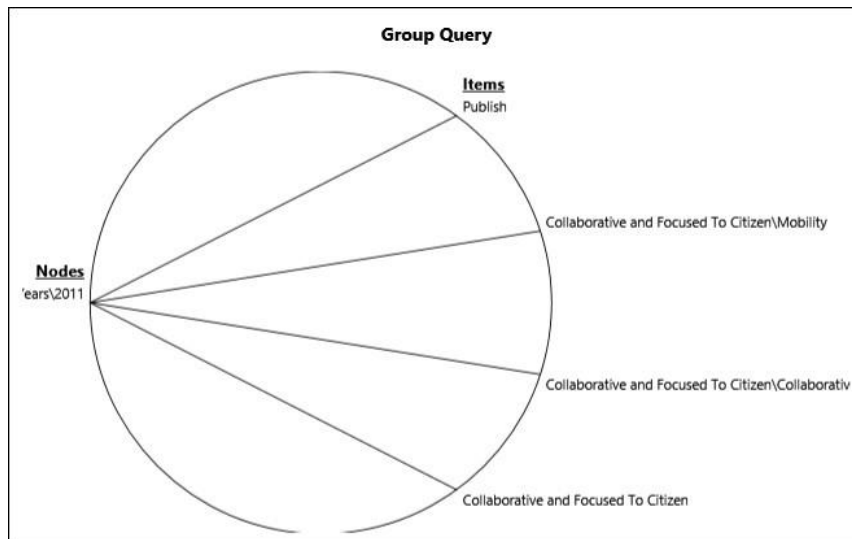 Group Query
Items
Publish
Collaborative and Focused To Citizen\Mobility
Nodes
'ears\2011
Collaborative and Focused To Citizen\Collaborativ
Collaborative and Focused To Citizen